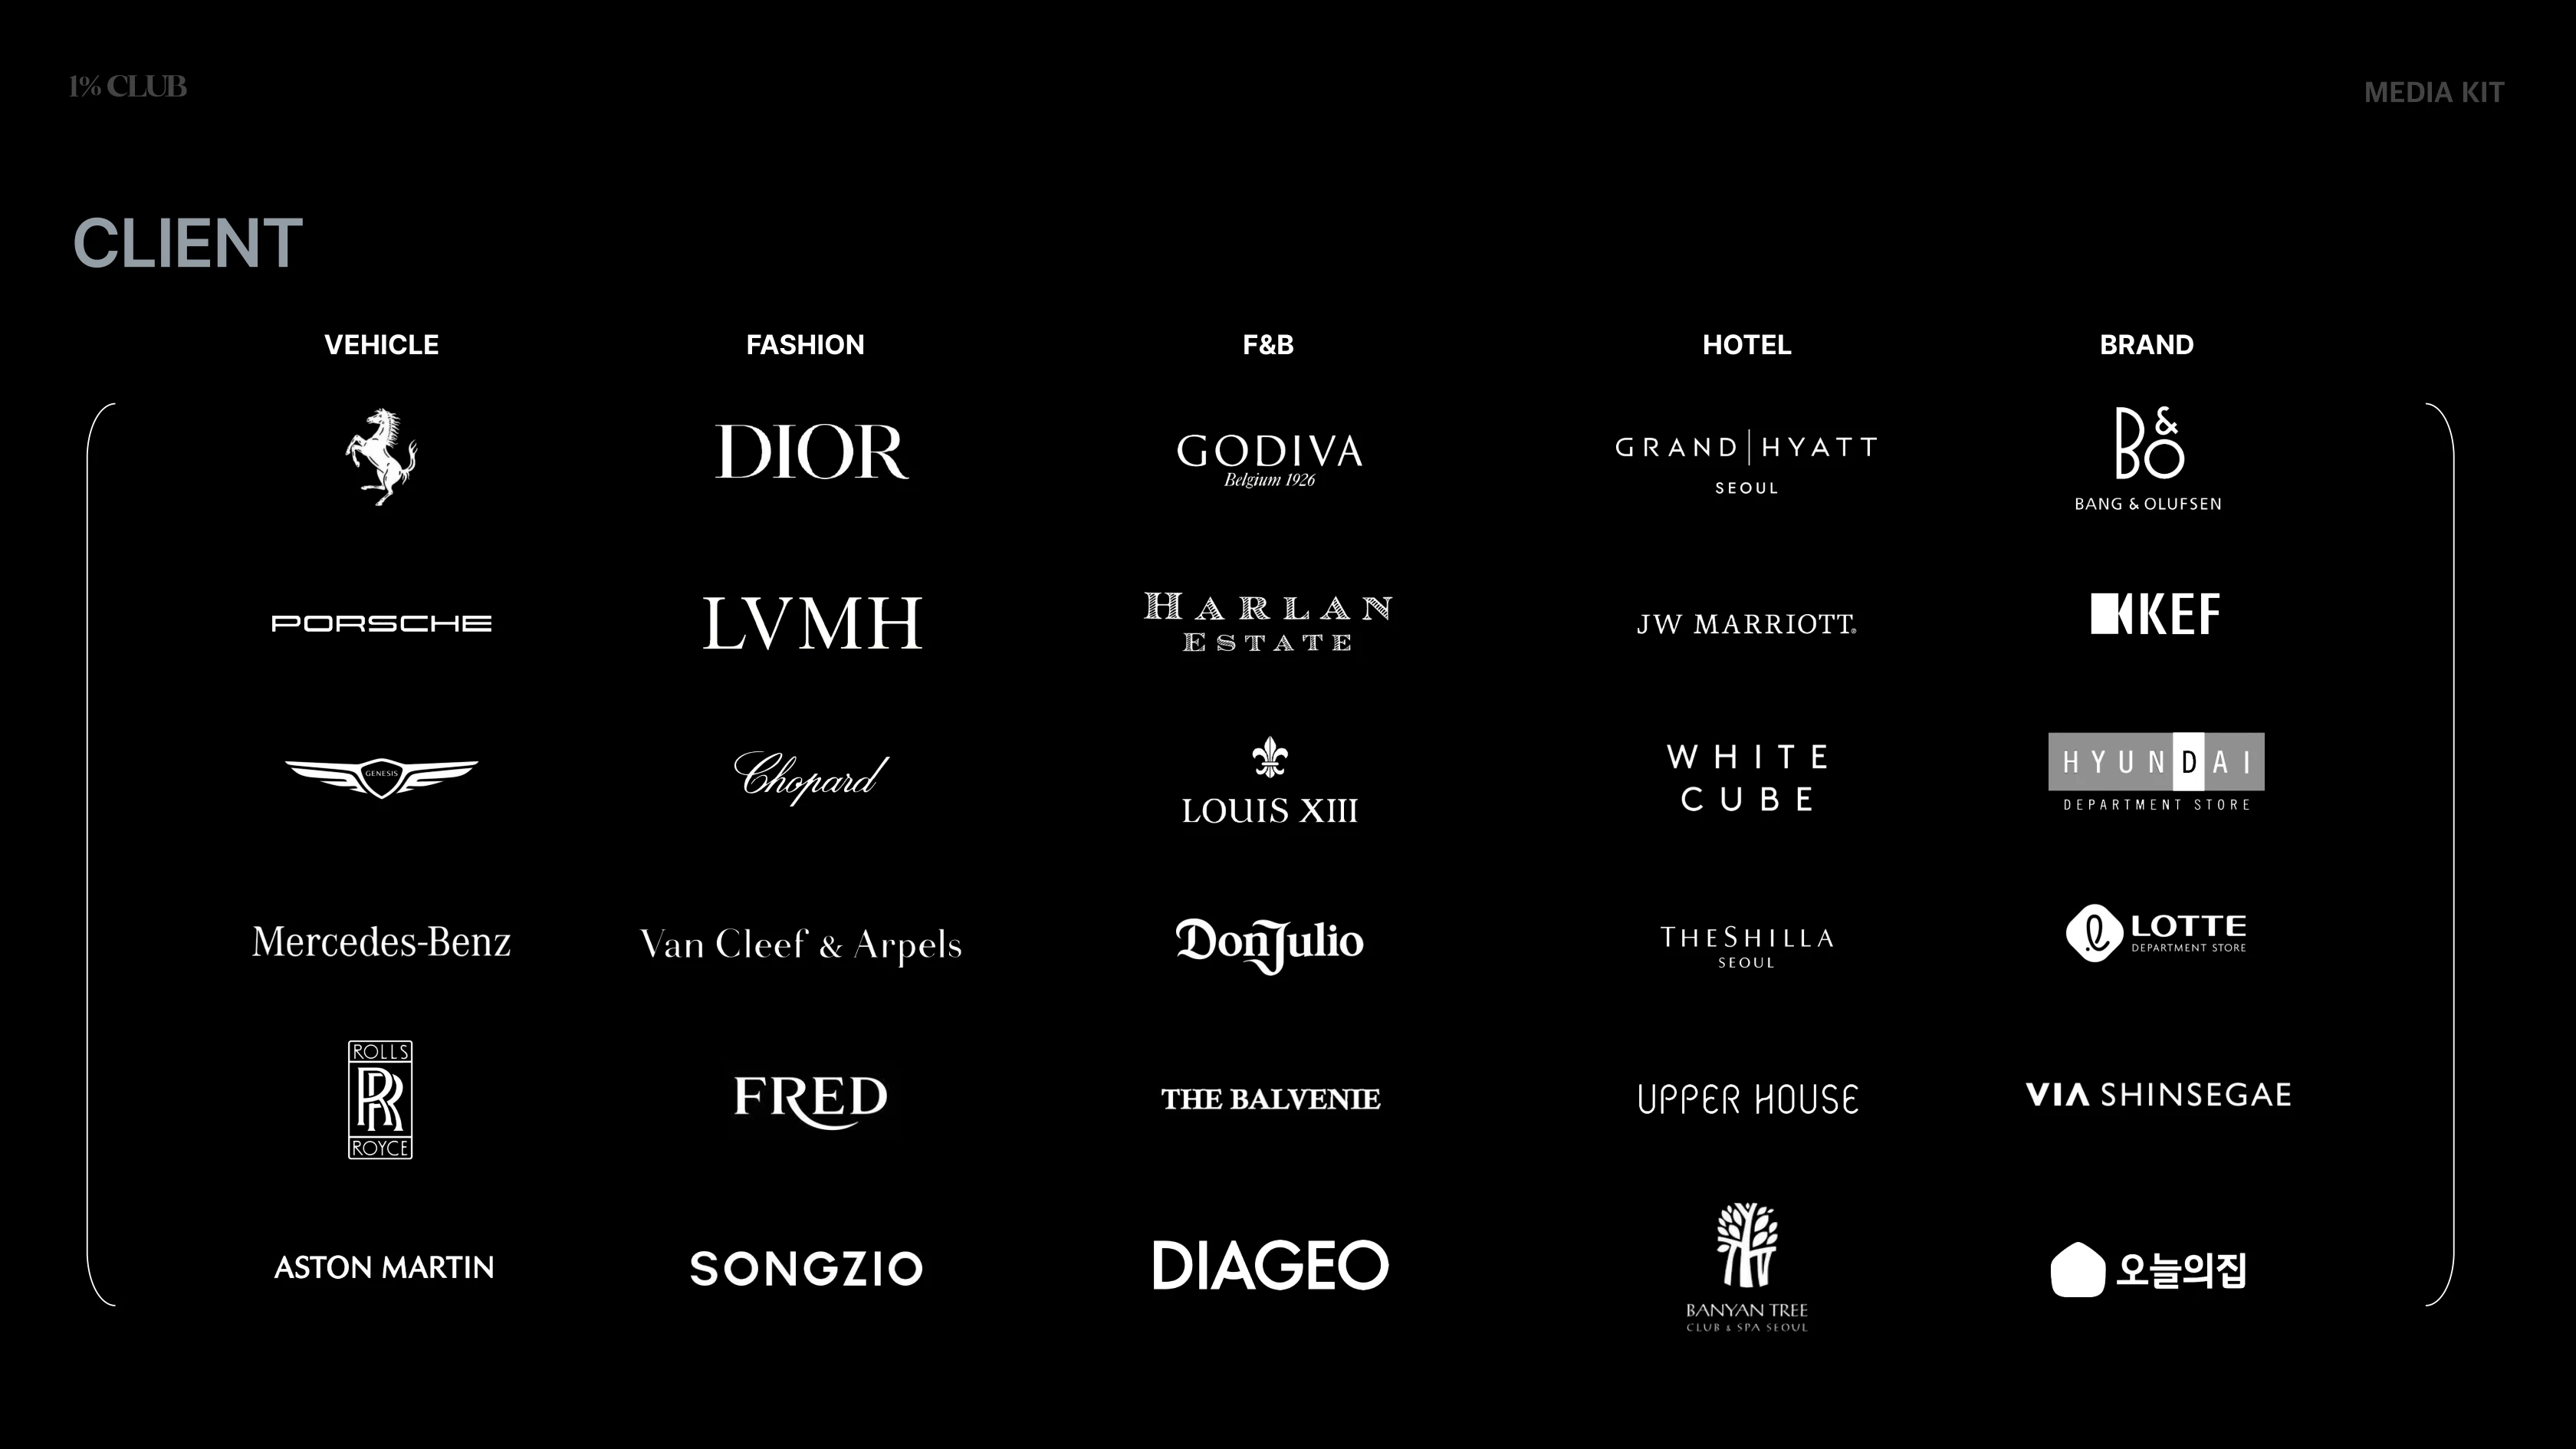 1% CLUB
MEDIA KIT
CLIENT
VEHICLE
FASHION
F&B
HOTEL
BRAND
DIOR
GODIVA
Belgium 1926
GRAND | HYATT
SEOUL
B&O
BANG & OLUFSEN
PORSCHE
LVMH
HARLAN
ESTATE
JW MARRIOTT®
KEF
GENESIS
Chopard
LOUIS XIII
WHITE
CUBE
HYUNDAI
DEPARTMENT STORE
Mercedes-Benz
Van Cleef & Arpels
DonJulio
THE SHILLA
SEOUL
LOTTE
DEPARTMENT STORE
ROLLS
RR
ROYCE
FRED
THE BALVENIE
UPPER HOUSE
VIA SHINSEGAE
ASTON MARTIN
SONGZIO
DIAGEO
BANYAN TREE
CLUB & SPA SEOUL
오늘의집